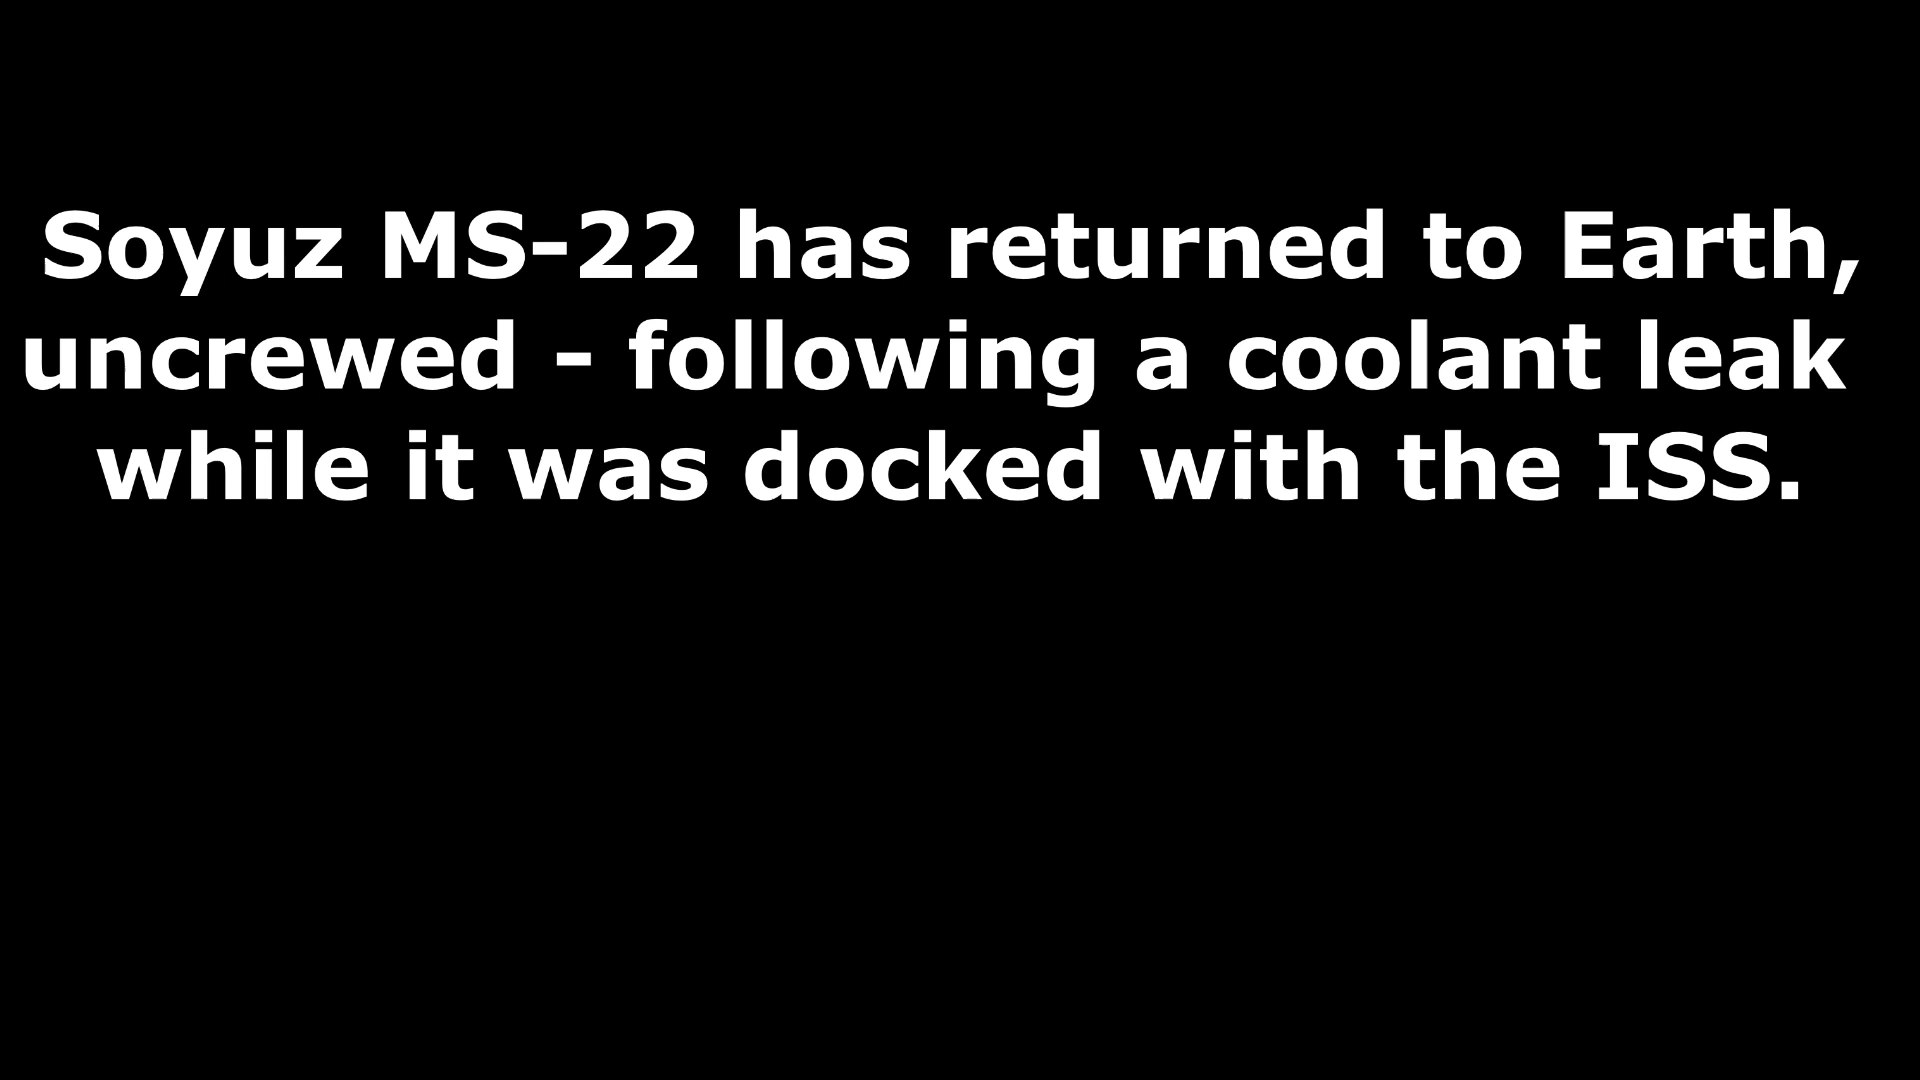 Soyuz MS-22 has returned to Earth,
uncrewed - following a coolant leak
while it was docked with the ISS.